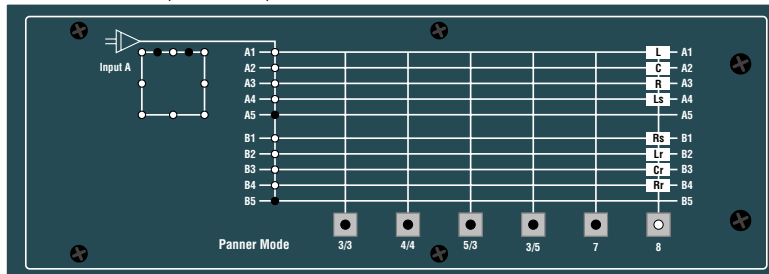 Input A
A1 L A1
A2 C A2
A3 R A3
A4 Ls A4
A5 A5
B1 Rs B1
B2 Lr B2
B3 Cr B3
B4 Rr B4
B5 B5
Panner Mode 3/3 4/4 5/3 3/5 7 8